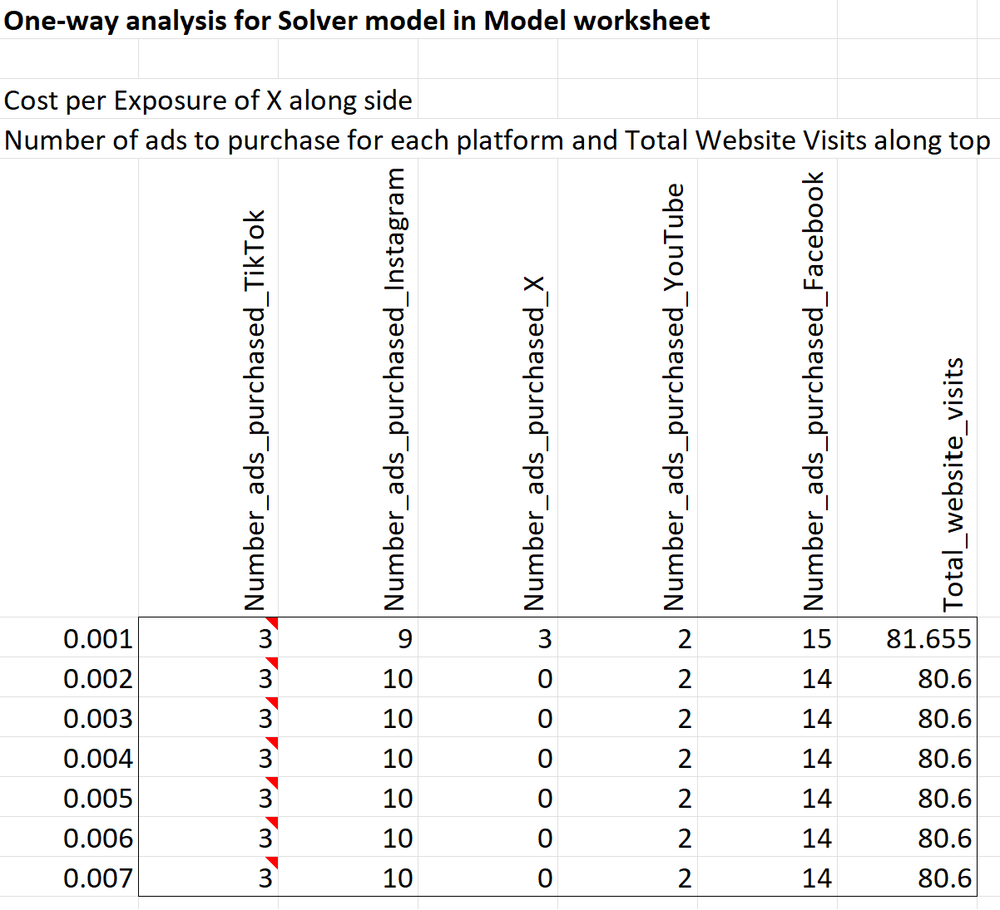 One-way analysis for Solver model in Model worksheet
Cost per Exposure of X along side
Number of ads to purchase for each platform and Total Website Visits along top
Number_ads_purchased_TikTok
Number_ads_purchased_Instagram
Number_ads_purchased_X
Number_ads_purchased_YouTube
Number_ads_purchased_Facebook
Total_website_visits
0.001 3 9 3 2 15 81.655
0.002 3 10 0 2 14 80.6
0.003 3 10 0 2 14 80.6
0.004 3 10 0 2 14 80.6
0.005 3 10 0 2 14 80.6
0.006 3 10 0 2 14 80.6
0.007 3 10 0 2 14 80.6